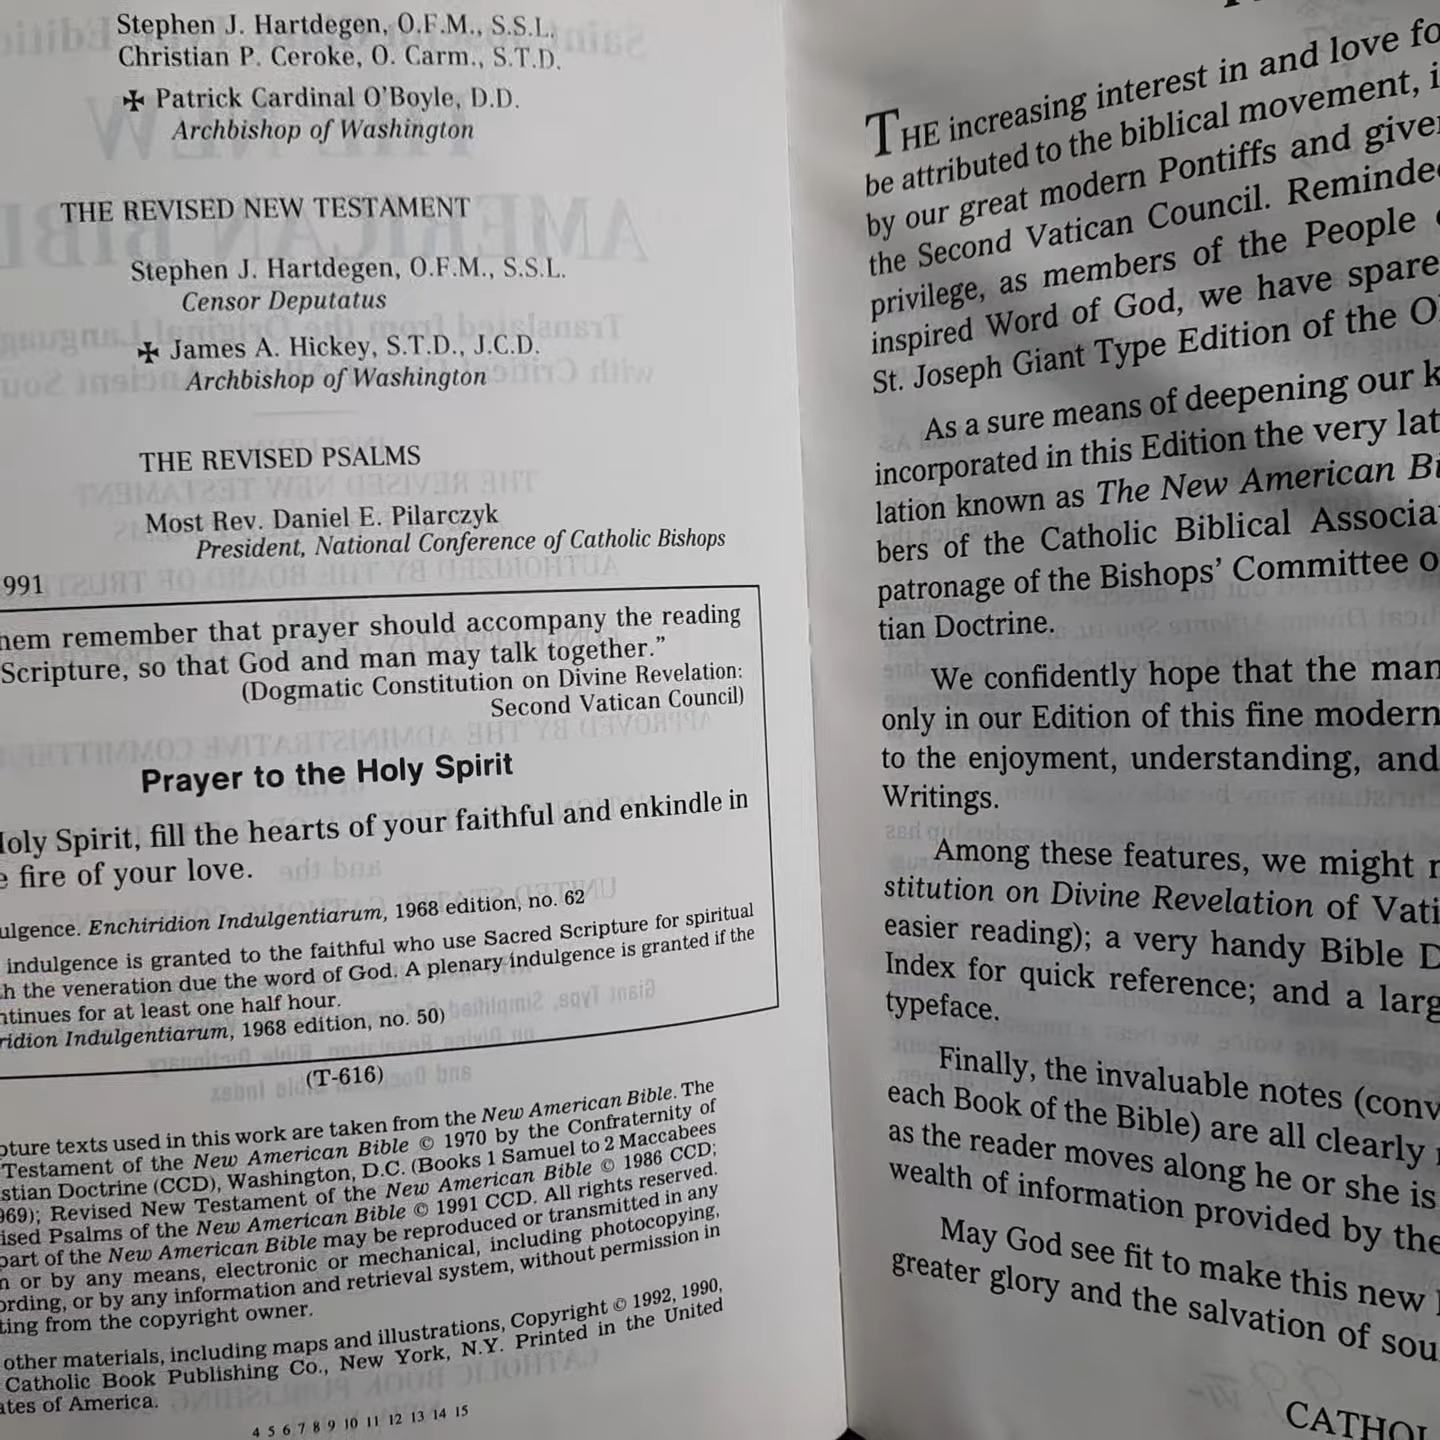 Stephen J. Hartdegen, O.F.M., S.S.L.
Christian P. Ceroke, O. Carm., S.T.D.
✠ Patrick Cardinal O'Boyle, D.D.
Archbishop of Washington
THE REVISED NEW TESTAMENT
Stephen J. Hartdegen, O.F.M., S.S.L.
Censor Deputatus
✠ James A. Hickey, S.T.D., J.C.D.
Archbishop of Washington
THE REVISED PSALMS
Most Rev. Daniel E. Pilarczyk
President, National Conference of Catholic Bishops
991
hem remember that prayer should accompany the reading
Scripture, so that God and man may talk together.”
(Dogmatic Constitution on Divine Revelation:
Second Vatican Council)
Prayer to the Holy Spirit
oly Spirit, fill the hearts of your faithful and enkindle in
e fire of your love.
ulgence. Enchiridion Indulgentiarum, 1968 edition, no. 62
indulgence is granted to the faithful who use Sacred Scripture for spiritual
h the veneration due the word of God. A plenary indulgence is granted if the
ntinues for at least one half hour.
ridion Indulgentiarum, 1968 edition, no. 50)
(T-616)
pture texts used in this work are taken from the New American Bible. The
Testament of the New American Bible © 1970 by the Confraternity of
stian Doctrine (CCD), Washington, D.C. (Books 1 Samuel to 2 Maccabees
969); Revised New Testament of the New American Bible © 1986 CCD;
ised Psalms of the New American Bible © 1991 CCD. All rights reserved.
part of the New American Bible may be reproduced or transmitted in any
n or by any means, electronic or mechanical, including photocopying,
ording, or by any information and retrieval system, without permission in
ting from the copyright owner.
other materials, including maps and illustrations, Copyright © 1992, 1990,
Catholic Book Publishing Co., New York, N.Y. Printed in the United
ates of America.
4 5 6 7 8 9 10 11 12 13 14 15
THE increasing interest in and love fo
be attributed to the biblical movement, i
by our great modern Pontiffs and give
the Second Vatican Council. Reminde
privilege, as members of the People
inspired Word of God, we have spare
St. Joseph Giant Type Edition of the O
As a sure means of deepening our k
incorporated in this Edition the very lat
lation known as The New American Bi
bers of the Catholic Biblical Associa
patronage of the Bishops’ Committee o
tian Doctrine.
We confidently hope that the man
only in our Edition of this fine modern
to the enjoyment, understanding, and
Writings.
Among these features, we might
stitution on Divine Revelation of Vati
easier reading); a very handy Bible D
Index for quick reference; and a larg
typeface.
Finally, the invaluable notes (conv
each Book of the Bible) are all clearly
as the reader moves along he or she is
wealth of information provided by the
May God see fit to make this new
greater glory and the salvation of sou
CATHOL